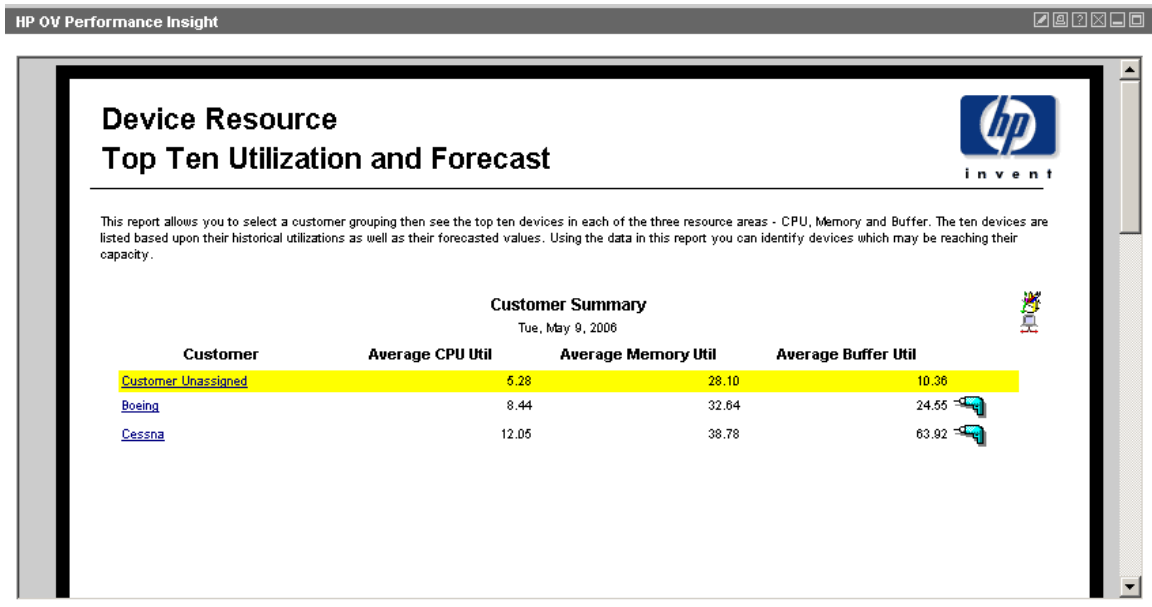 HP OV Performance Insight
Device Resource
Top Ten Utilization and Forecast
hp
invent
This report allows you to select a customer grouping then see the top ten devices in each of the three resource areas - CPU, Memory and Buffer. The ten devices are
listed based upon their historical utilizations as well as their forecasted values. Using the data in this report you can identify devices which may be reaching their
capacity.
Customer Summary
Tue, May 9, 2006
Customer Average CPU Util Average Memory Util Average Buffer Util
Customer Unassigned 5.28 28.10 10.36
Boeing 8.44 32.64 24.55
Cessna 12.05 38.78 63.92